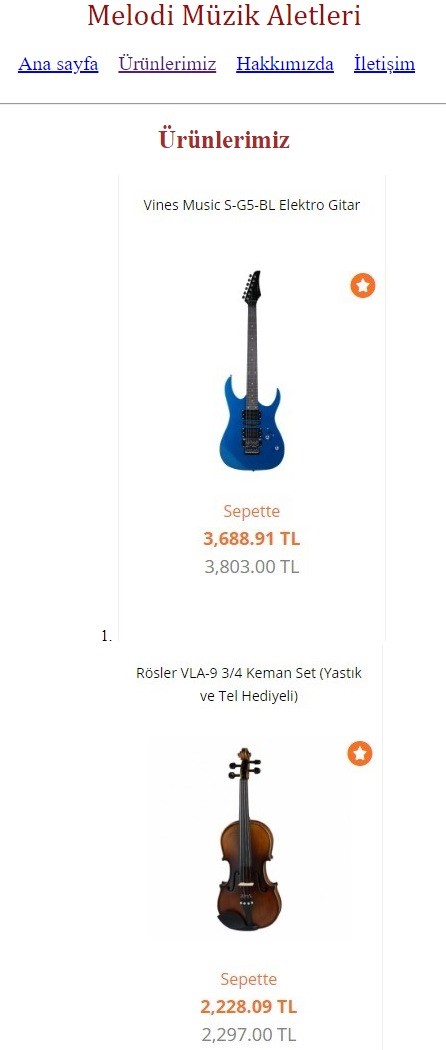 Melodi Müzik Aletleri
Ana sayfa Ürünlerimiz Hakkımızda İletişim
Ürünlerimiz
Vines Music S-G5-BL Elektro Gitar
Sepette
3,688.91 TL
3,803.00 TL
1.
Rösler VLA-9 3/4 Keman Set (Yastık
ve Tel Hediyeli)
Sepette
2,228.09 TL
2,297.00 TL